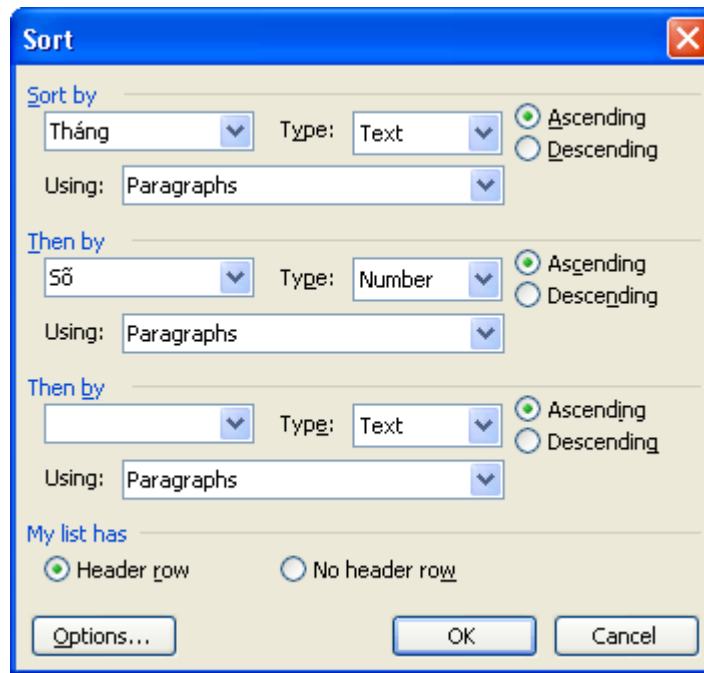 Sort
Sort by
Tháng Type: Text Ascending
Descending
Using: Paragraphs
Then by
Số Type: Number Ascending
Descending
Using: Paragraphs
Then by
Type: Text Ascending
Descending
Using: Paragraphs
My list has
Header row No header row
Options... OK Cancel